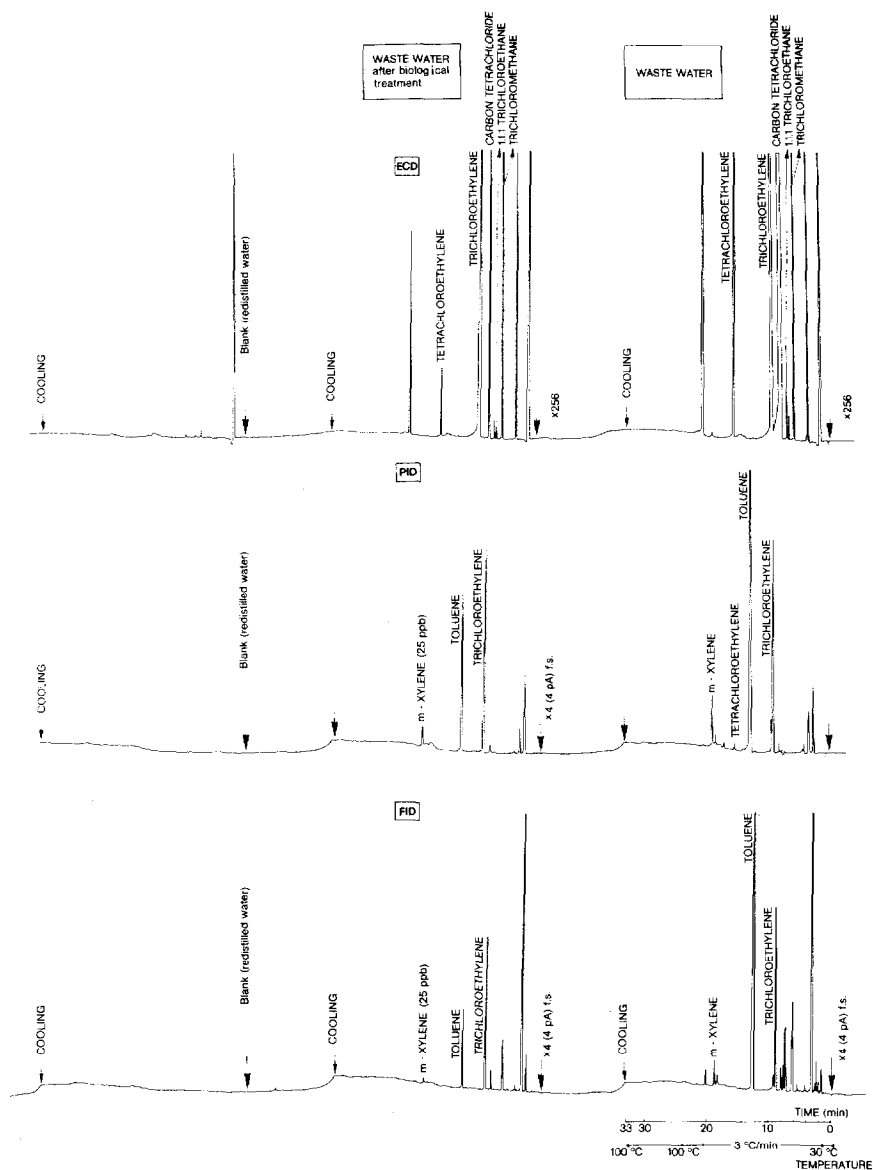 WASTE WATER
after biological
treatment
WASTE WATER
CARBON TETRACHLORIDE
1.1.1 TRICHLOROETHANE
TRICHLOROMETHANE
CARBON TETRACHLORIDE
1.1.1 TRICHLOROETHANE
TRICHLOROMETHANE
ECD
COOLING
Blank (redistilled water)
COOLING
TETRACHLOROETHYLENE
TRICHLOROETHYLENE
x256
COOLING
TETRACHLOROETHYLENE
TRICHLOROETHYLENE
x256
PID
COOLING
Blank (redistilled water)
m - XYLENE (25 ppb)
TOLUENE
TRICHLOROETHYLENE
x4 (4 pA) f.s.
m - XYLENE
TETRACHLOROETHYLENE
TOLUENE
TRICHLOROETHYLENE
FID
COOLING
Blank (redistilled water)
COOLING
m - XYLENE (25 ppb)
TOLUENE
TRICHLOROETHYLENE
x4 (4 pA) f.s.
COOLING
m - XYLENE
TOLUENE
TRICHLOROETHYLENE
x4 (4 pA) f.s.
TIME (min)
33 30 20 10 0
100 °C 100 °C 3 °C/min 30 °C
TEMPERATURE